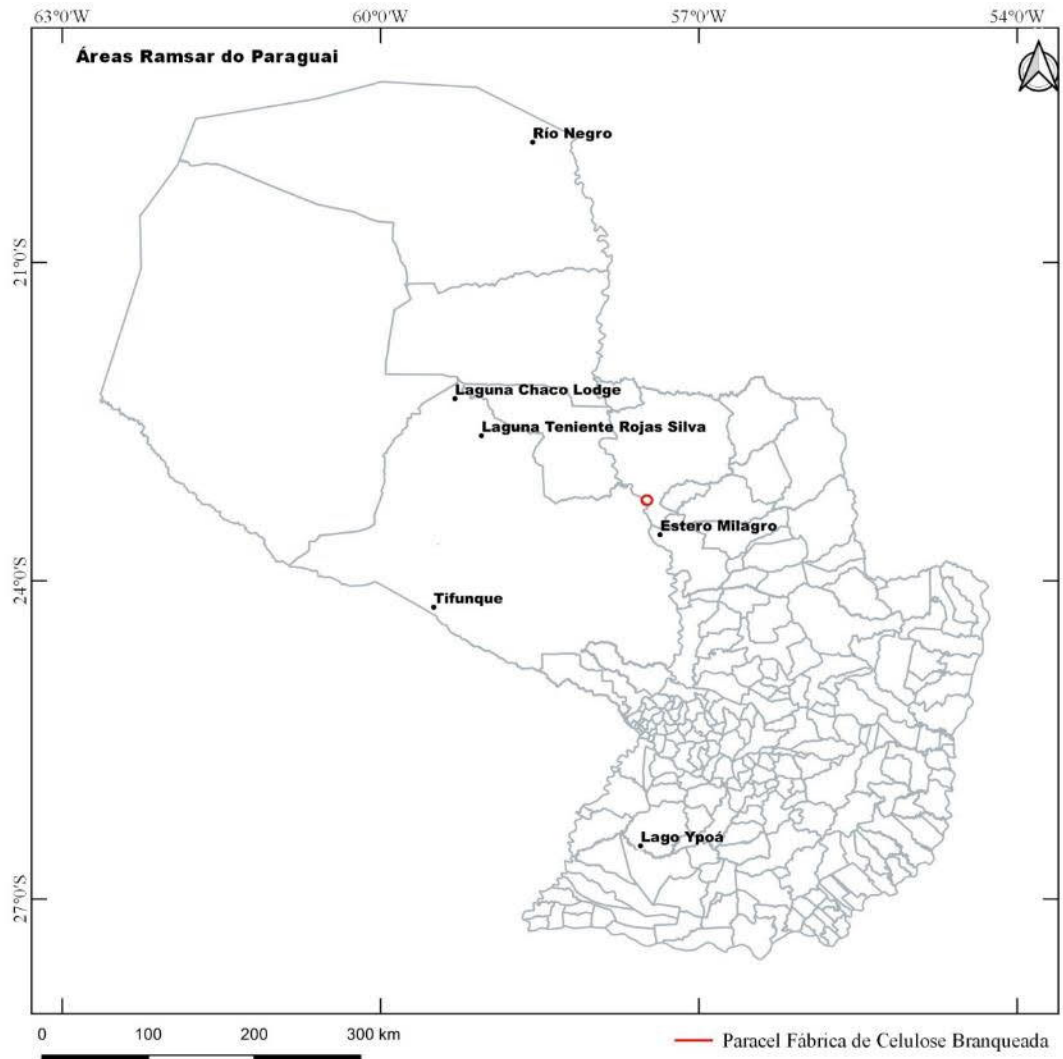 63°0'W 60°0'W 57°0'W 54°0'W
Áreas Ramsar do Paraguai
Río Negro
21°0'S
Laguna Chaco Lodge
Laguna Teniente Rojas Silva
Estero Milagro
24°0'S
Tifunque
Lago Ypoá
27°0'S
0 100 200 300 km
Paracel Fábrica de Celulose Branqueada